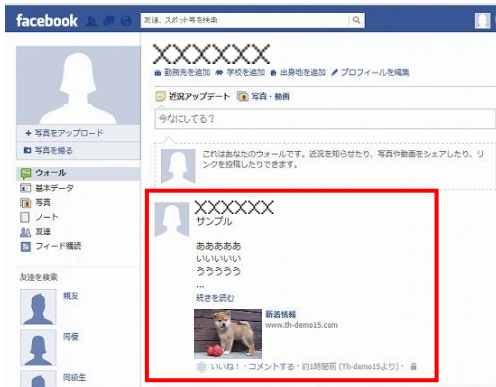 facebook
友達、スポット等を検索
XXXXXX
勤務先を追加 学校を追加 出身地を追加 プロフィールを編集
近況アップデート 写真・動画
今なにしてる?
+ 写真をアップロード
写真を撮る
これはあなたのウォールです。近況を知らせたり、写真や動画をシェアしたり、リ
ンクを投稿したりできます。
ウォール
基本データ
写真
ノート
友達
フィード購読
友達を検索
親友
同僚
同級生
XXXXXX
サンプル
あああああ
いいいいい
ううううう
...
続きを読む
新着情報
www.th-demo15.com
いいね!・コメントする・約1時間前 (Th-demo15より)・